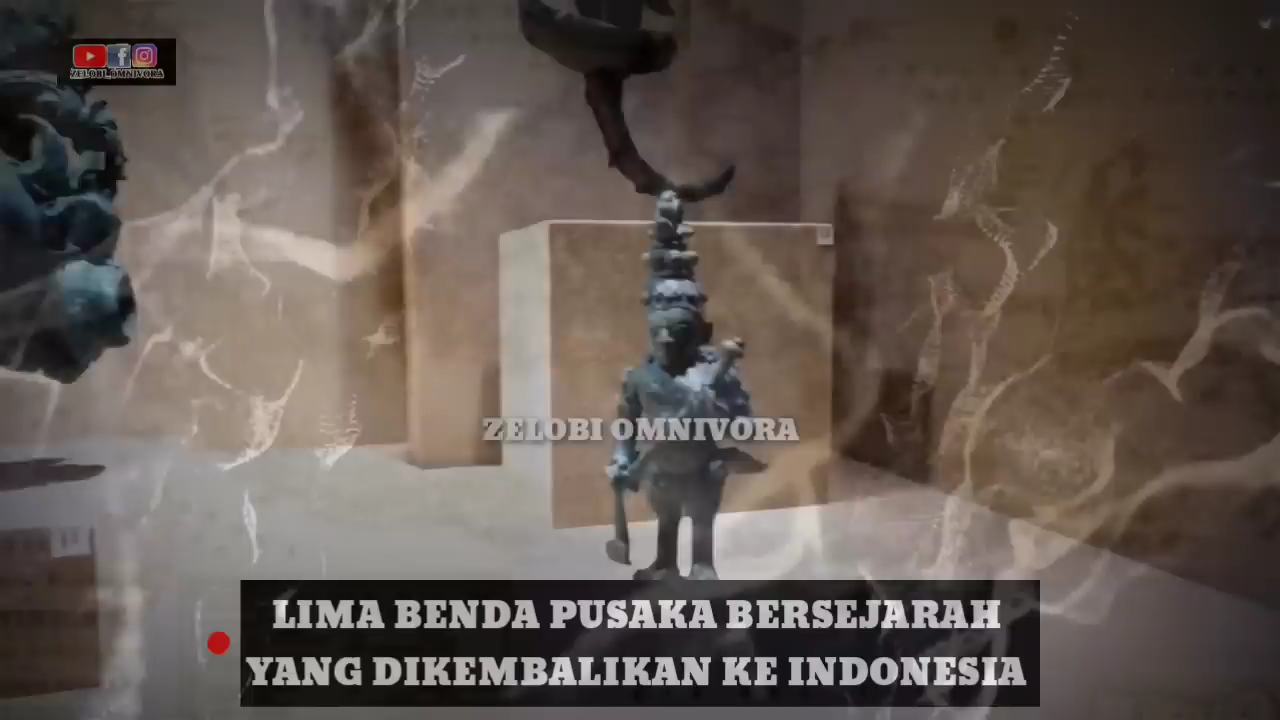 ZELOBI OMNIVORA
ZELOBI OMNIVORA
LIMA BENDA PUSAKA BERSEJARAH
YANG DIKEMBALIKAN KE INDONESIA